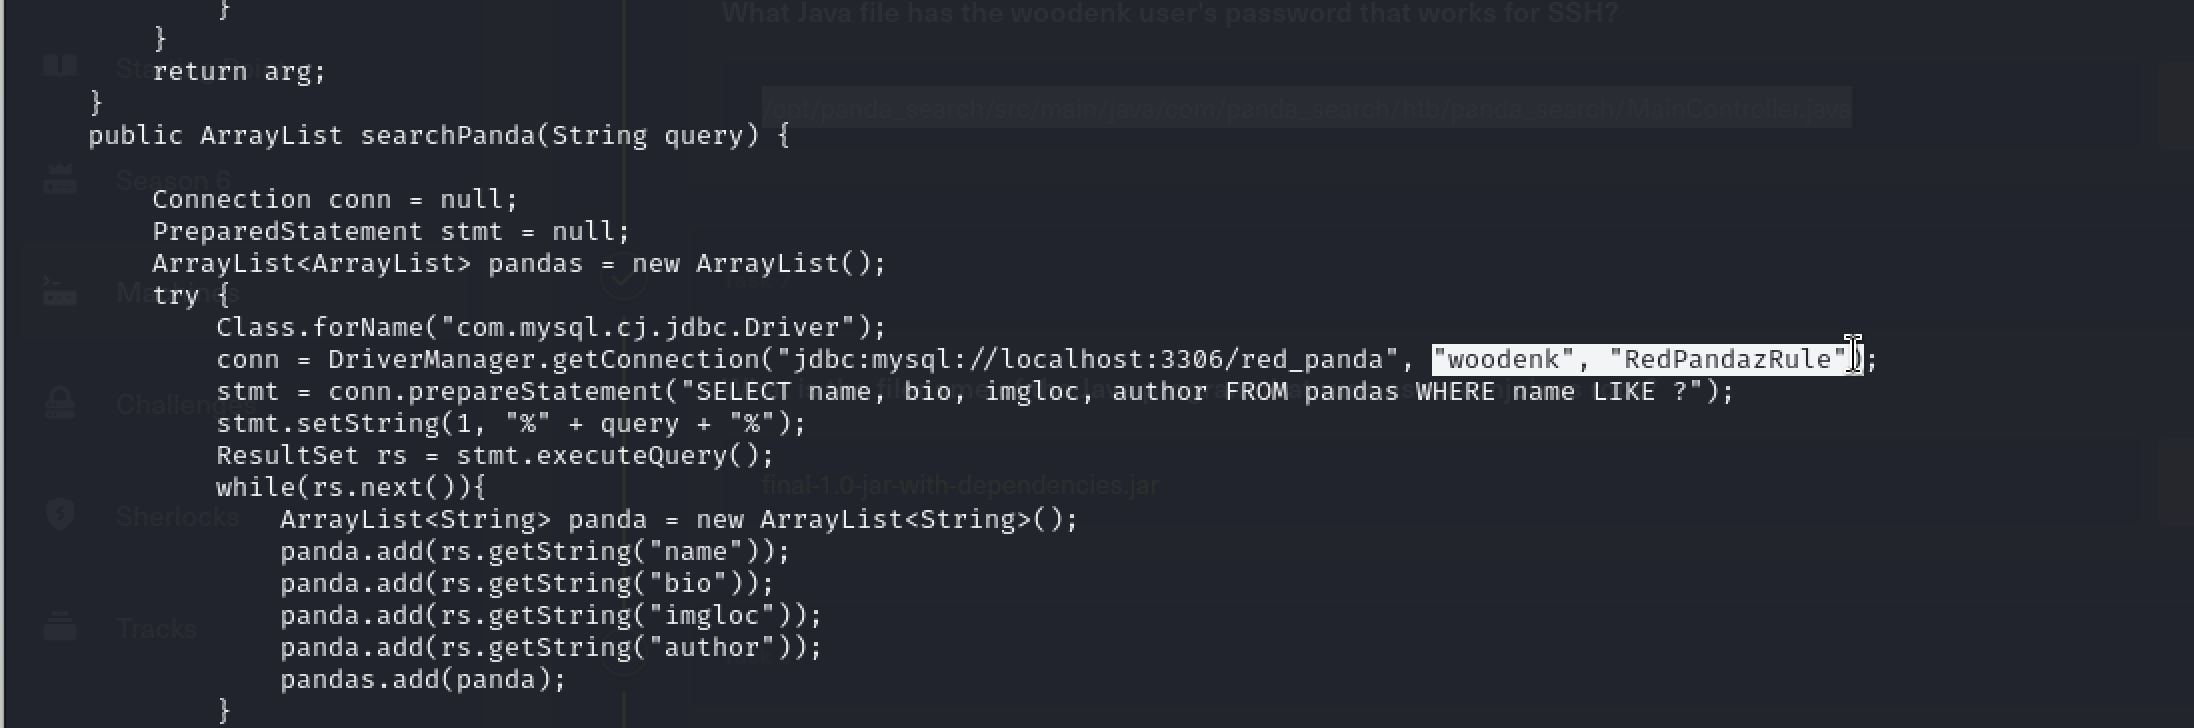 }
What Java file has the woodenk user's password that works for SSH?
}
return arg;
}
/opt/panda_search/src/main/java/com/panda_search/htb/panda_search/MainController.java
public ArrayList searchPanda(String query) {
Season 6
Connection conn = null;
PreparedStatement stmt = null;
ArrayList<ArrayList> pandas = new ArrayList();
Machines
try {
Class.forName("com.mysql.cj.jdbc.Driver");
conn = DriverManager.getConnection("jdbc:mysql://localhost:3306/red_panda", "woodenk", "RedPandazRule");
stmt = conn.prepareStatement("SELECT name, bio, imgloc, author FROM pandas WHERE name LIKE ?");
Challenges
stmt.setString(1, "%" + query + "%");
ResultSet rs = stmt.executeQuery();
while(rs.next()){
final-1.0-jar-with-dependencies.jar
Sherlocks
ArrayList<String> panda = new ArrayList<String>();
panda.add(rs.getString("name"));
panda.add(rs.getString("bio"));
panda.add(rs.getString("imgloc"));
Tracks
panda.add(rs.getString("author"));
pandas.add(panda);
}